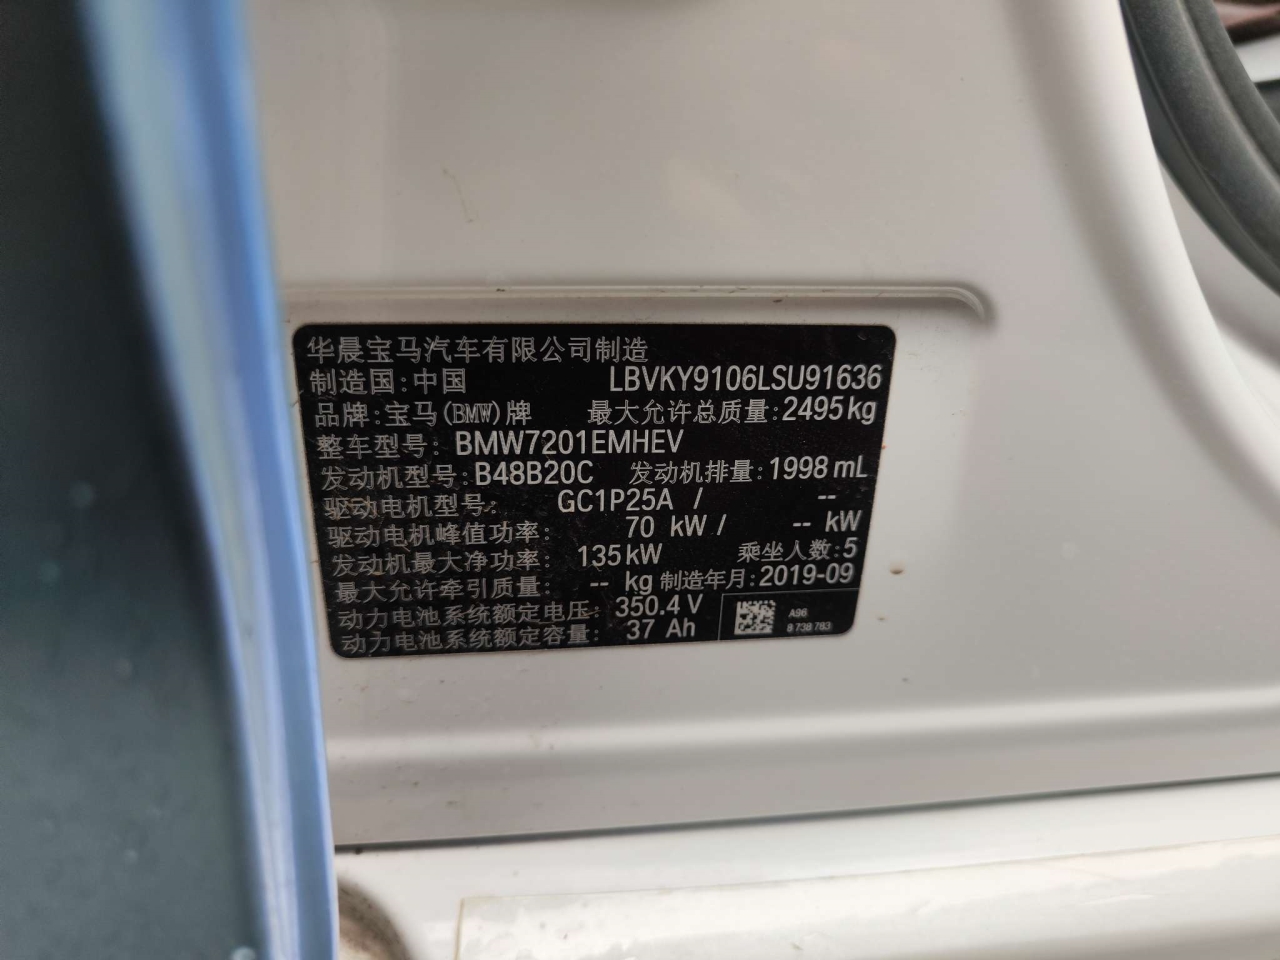 华晨宝马汽车有限公司制造
制造国:中国 LBVKY9106LSU91636
品牌:宝马(BMW)牌 最大允许总质量:2495kg
整车型号: BMW7201EMHEV
发动机型号:B48B20C 发动机排量:1998 mL
驱动电机型号: GC1P25A / --
驱动电机峰值功率: 70 kW / -- kW
发动机最大净功率: 135kW 乘坐人数:5
最大允许牵引质量: -- kg 制造年月:2019-09
动力电池系统额定电压: 350.4 V A96
动力电池系统额定容量: 37 Ah 8 738 783